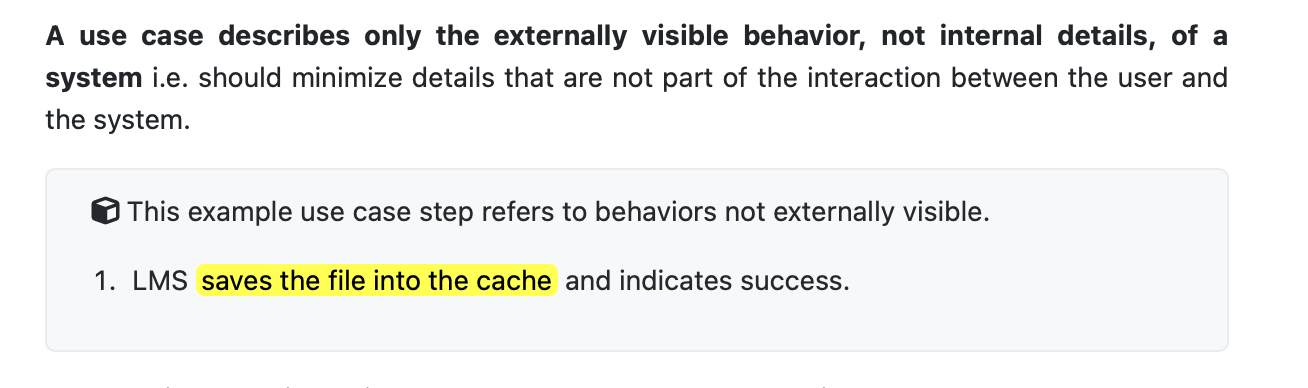 A use case describes only the externally visible behavior, not internal details, of a
system i.e. should minimize details that are not part of the interaction between the user and
the system.
This example use case step refers to behaviors not externally visible.
1. LMS saves the file into the cache and indicates success.